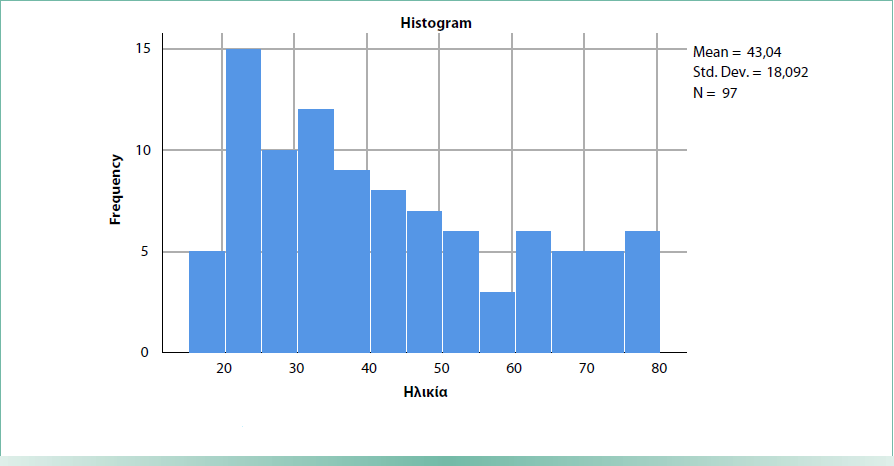 Histogram
Mean = 43,04
Std. Dev. = 18,092
N = 97
15
10
5
0
Frequency
20 30 40 50 60 70 80
Ηλικία